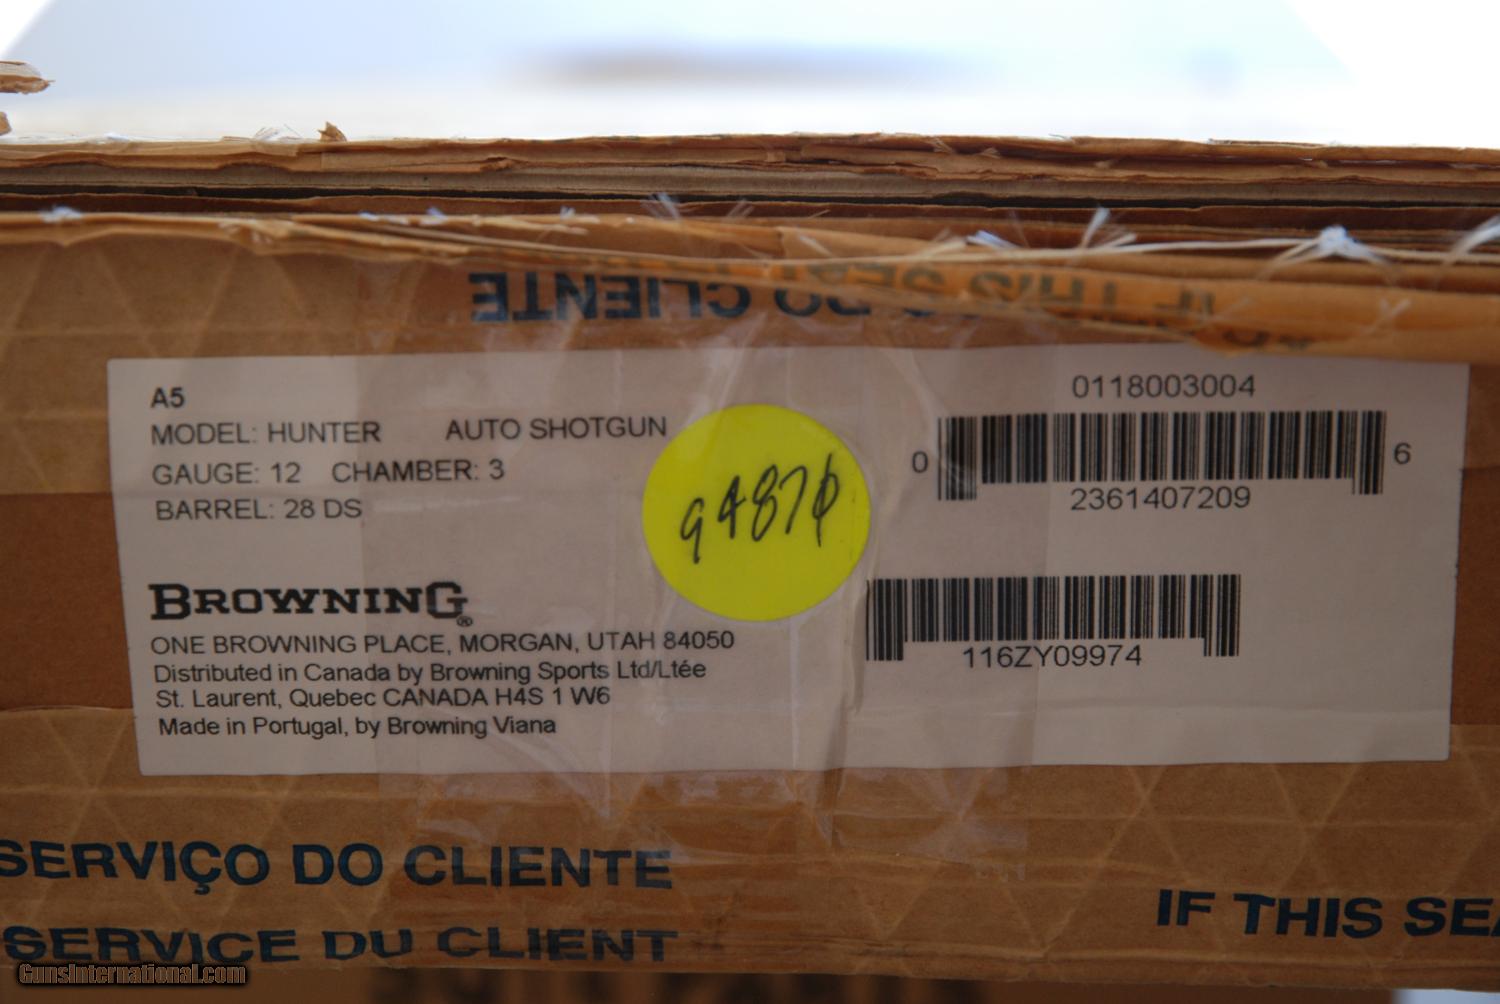 DO CLIENTE
IF THIS SEAL
A5
MODEL: HUNTER AUTO SHOTGUN
GAUGE: 12 CHAMBER: 3
BARREL: 28 DS
BROWNING®
ONE BROWNING PLACE, MORGAN, UTAH 84050
Distributed in Canada by Browning Sports Ltd/Ltée
St. Laurent, Quebec CANADA H4S 1 W6
Made in Portugal, by Browning Viana
0118003004
0 6
2361407209
116ZY09974
SERVIÇO DO CLIENTE
SERVICE DU CLIENT
IF THIS SEA
GunsInternational.com